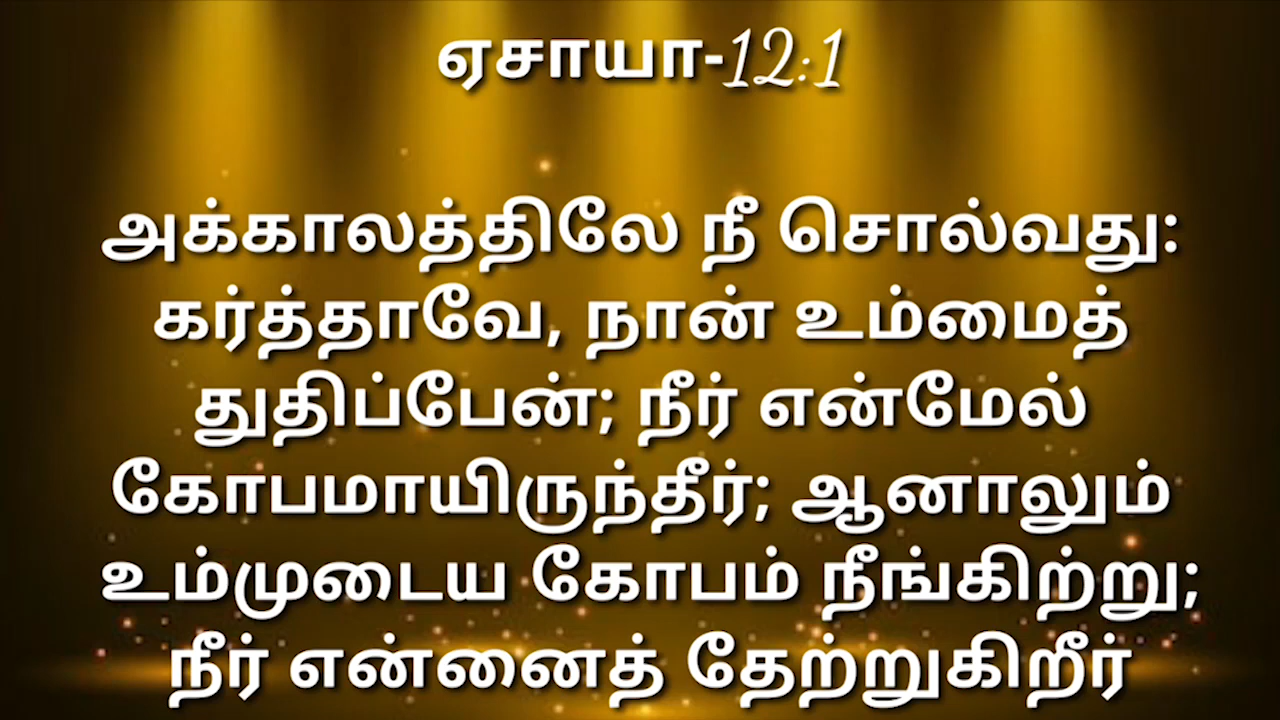 ஏசாயா-12:1
அக்காலத்திலே நீ சொல்வது:
கர்த்தாவே, நான் உம்மைத்
துதிப்பேன்; நீர் என்மேல்
கோபமாயிருந்தீர்; ஆனாலும்
உம்முடைய கோபம் நீங்கிற்று;
நீர் என்னைத் தேற்றுகிறீர்